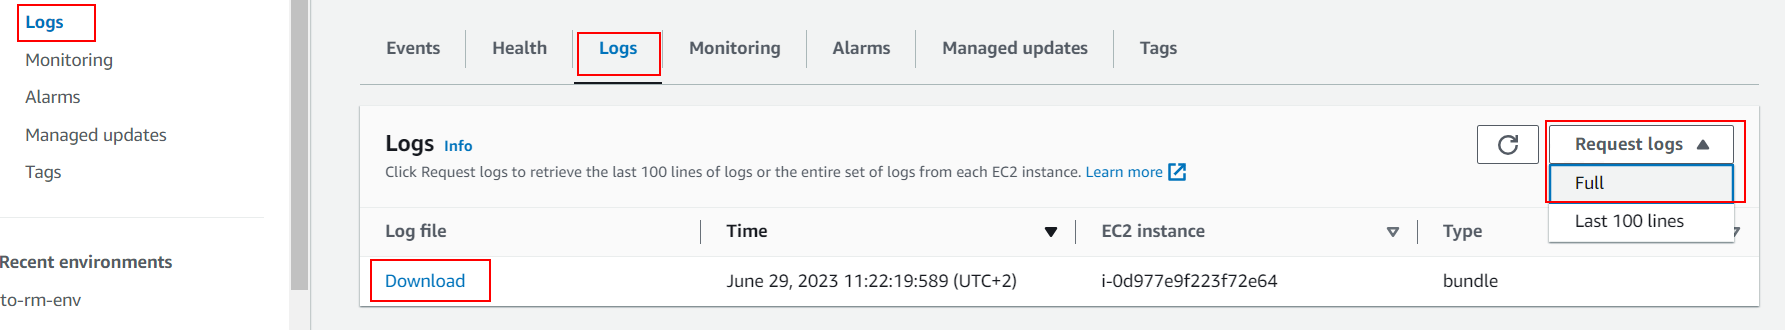 Logs
Monitoring
Alarms
Managed updates
Tags
Recent environments
to-rm-env
Events Health Logs Monitoring Alarms Managed updates Tags
Logs Info
Click Request logs to retrieve the last 100 lines of logs or the entire set of logs from each EC2 instance. Learn more
Request logs
Full
Last 100 lines
Log file Time EC2 instance Type
Download June 29, 2023 11:22:19:589 (UTC+2) i-0d977e9f223f72e64 bundle